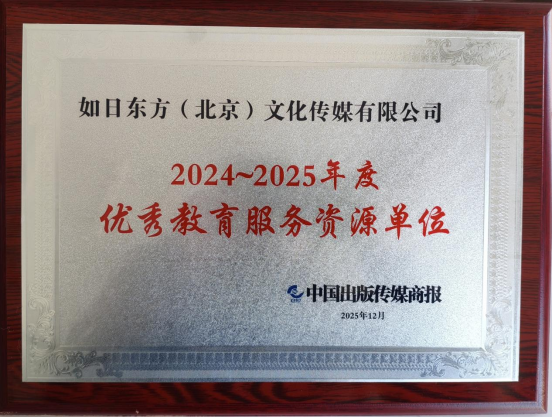 如日东方（北京）文化传媒有限公司
2024~2025年度
优秀教育服务资源单位
中国出版传媒商报
2025年12月